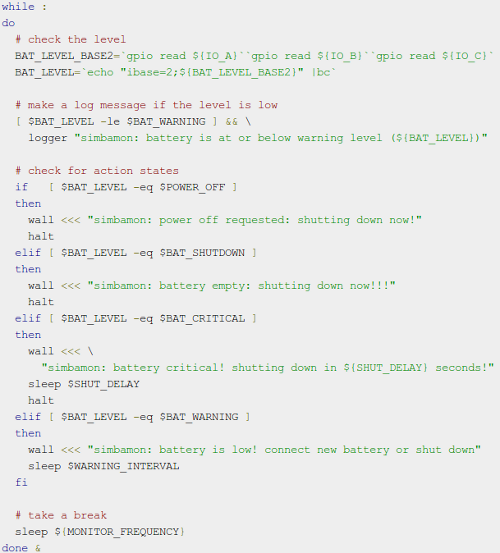 while :
do
  # check the level
  BAT_LEVEL_BASE2=`gpio read ${IO_A}``gpio read ${IO_B}``gpio read ${IO_C}`
  BAT_LEVEL=`echo "ibase=2;${BAT_LEVEL_BASE2}" |bc`

  # make a log message if the level is low
  [ $BAT_LEVEL -le $BAT_WARNING ] && \
    logger "simbamon: battery is at or below warning level (${BAT_LEVEL})"

  # check for action states
  if   [ $BAT_LEVEL -eq $POWER_OFF ]
  then
    wall <<< "simbamon: power off requested: shutting down now!"
    halt
  elif [ $BAT_LEVEL -eq $BAT_SHUTDOWN ]
  then
    wall <<< "simbamon: battery empty: shutting down now!!!"
    halt
  elif [ $BAT_LEVEL -eq $BAT_CRITICAL ]
  then
    wall <<< \
      "simbamon: battery critical! shutting down in ${SHUT_DELAY} seconds!"
    sleep $SHUT_DELAY
    halt
  elif [ $BAT_LEVEL -eq $BAT_WARNING ]
  then
    wall <<< "simbamon: battery is low! connect new battery or shut down"
    sleep $WARNING_INTERVAL
  fi

  # take a break
  sleep ${MONITOR_FREQUENCY}
done &